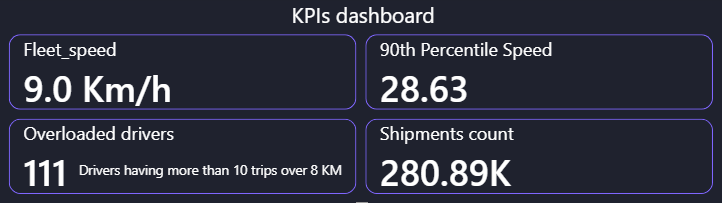 KPIs dashboard
Fleet_speed
9.0 Km/h
90th Percentile Speed
28.63
Overloaded drivers
111 Drivers having more than 10 trips over 8 KM
Shipments count
280.89K